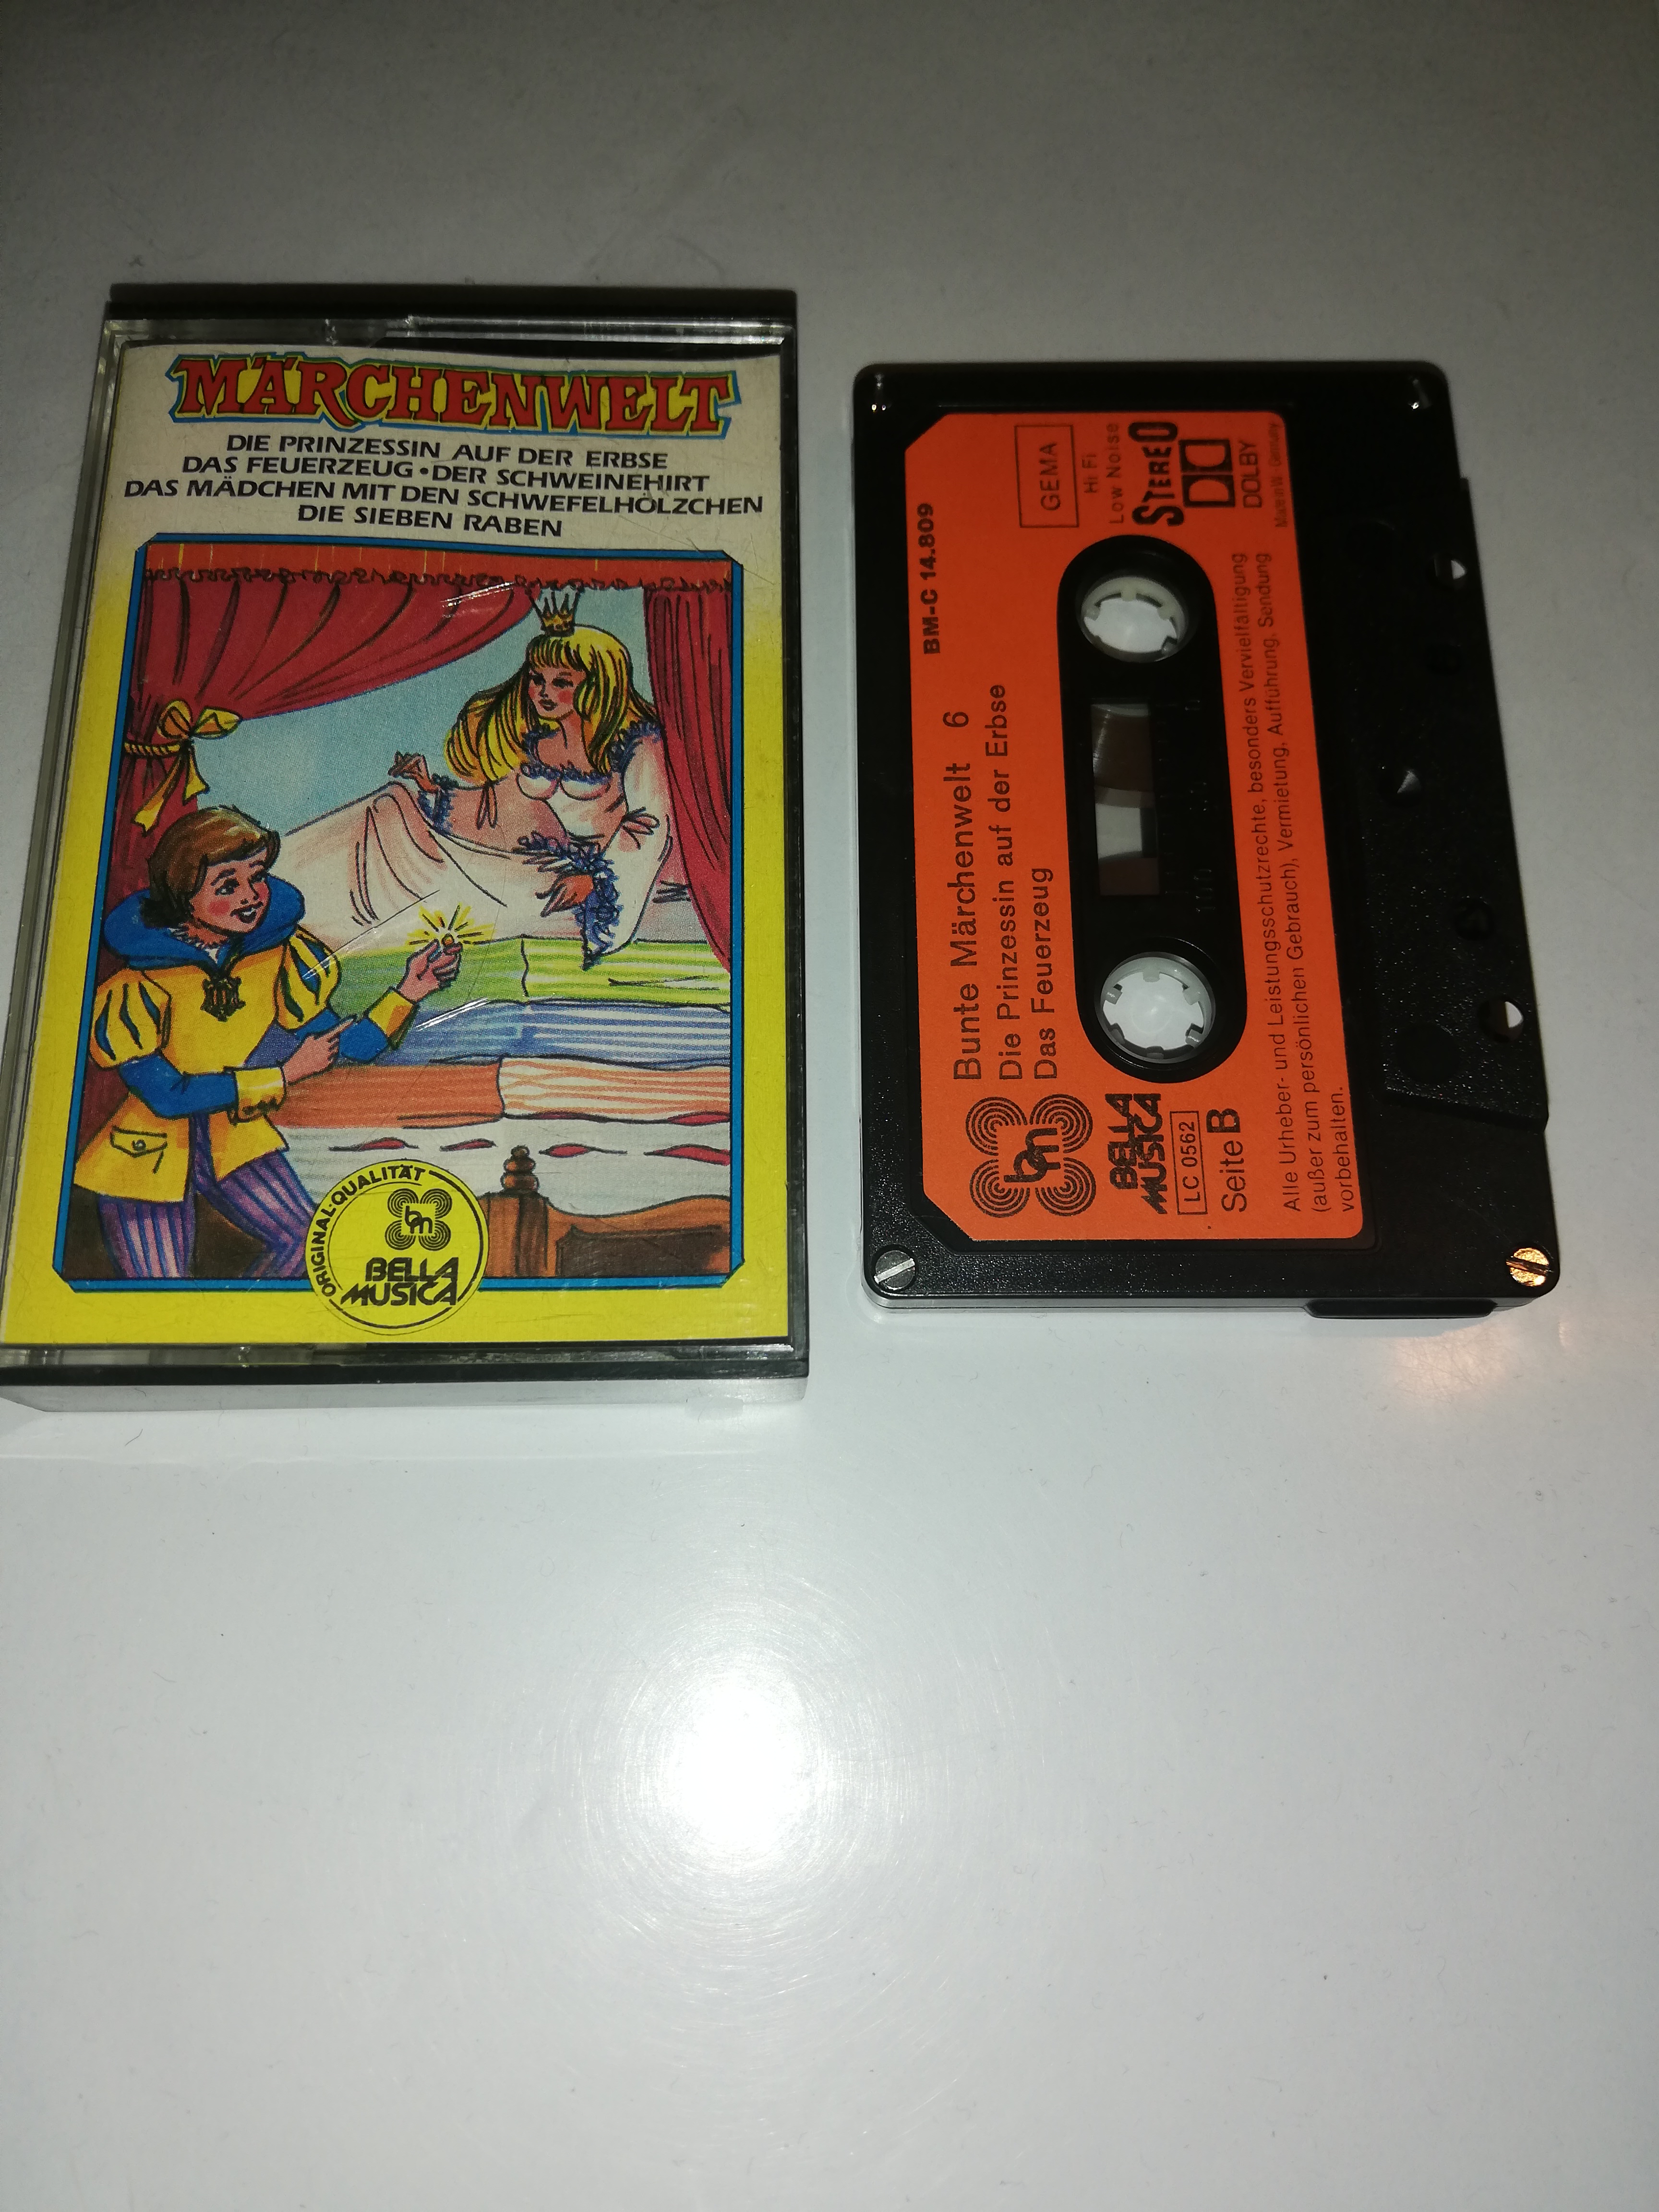 MÄRCHENWELT
DIE PRINZESSIN AUF DER ERBSE
DAS FEUERZEUG • DER SCHWEINEHIRT
DAS MÄDCHEN MIT DEN SCHWEFELHÖLZCHEN
DIE SIEBEN RABEN
ORIGINAL-QUALITÄT
bm
BELLA
MUSICA
BM-C 14.809
Bunte Märchenwelt 6
Die Prinzessin auf der Erbse
Das Feuerzeug
GEMA
Hi Fi
Low Noise
STEREO
DOLBY
Made in W. Germany
bm
BELLA
MUSICA
LC 0562
Seite B
100
Alle Urheber- und Leistungsschutzrechte, besonders Vervielfältigung
(außer zum persönlichen Gebrauch), Vermietung, Aufführung, Sendung
vorbehalten.